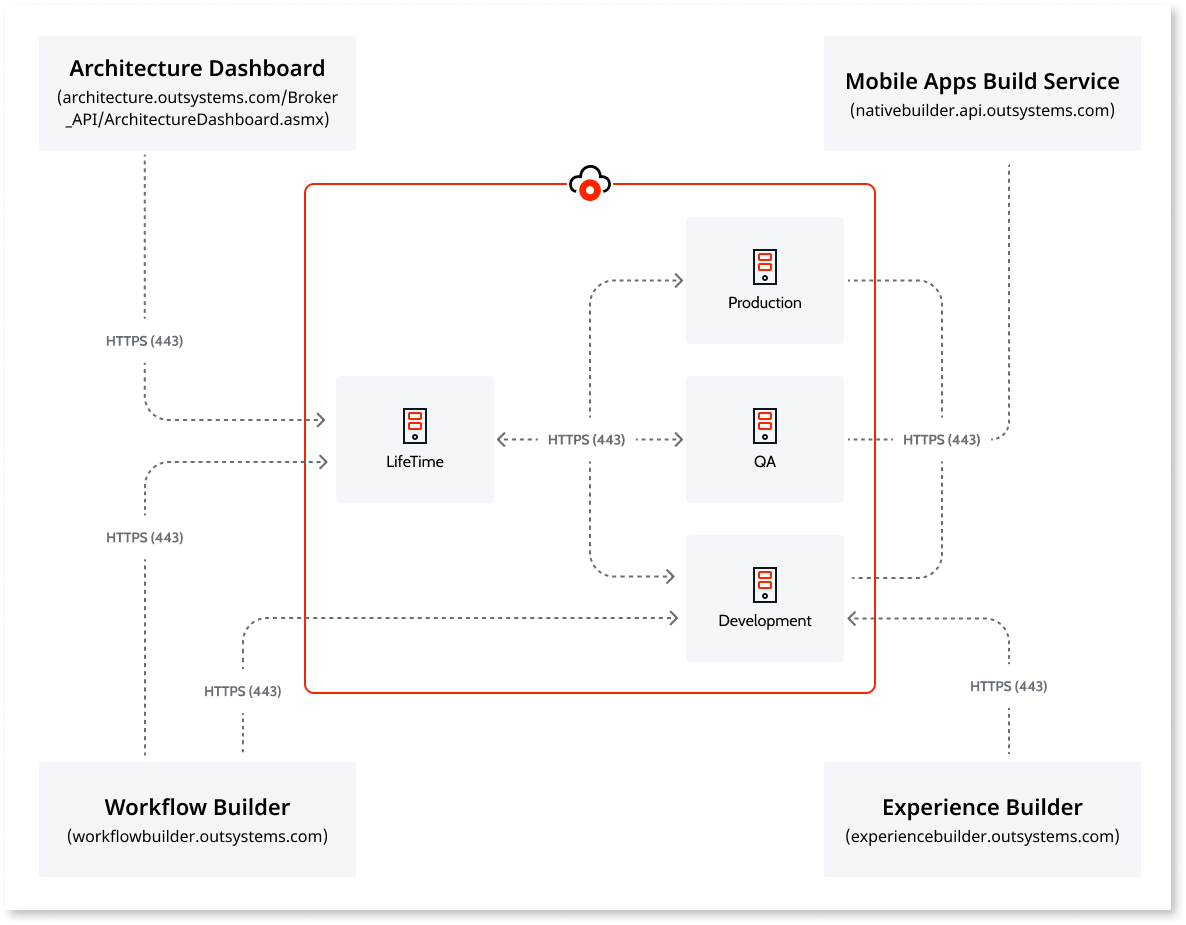 Architecture Dashboard
(architecture.outsystems.com/Broker
_API/ArchitectureDashboard.asmx)
Mobile Apps Build Service
(nativebuilder.api.outsystems.com)
Production
HTTPS (443)
LifeTime
HTTPS (443)
QA
HTTPS (443)
HTTPS (443)
Development
HTTPS (443)
HTTPS (443)
Workflow Builder
(workflowbuilder.outsystems.com)
Experience Builder
(experiencebuilder.outsystems.com)